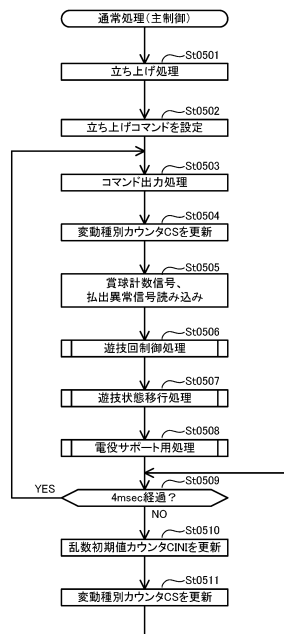 通常処理(主制御)
St0501
立ち上げ処理
St0502
立ち上げコマンドを設定
St0503
コマンド出力処理
St0504
変動種別カウンタCSを更新
St0505
賞球計数信号、
払出異常信号読み込み
St0506
遊技回制御処理
St0507
遊技状態移行処理
St0508
電役サポート用処理
St0509
YES
4msec経過?
NO
St0510
乱数初期値カウンタCINIを更新
St0511
変動種別カウンタCSを更新